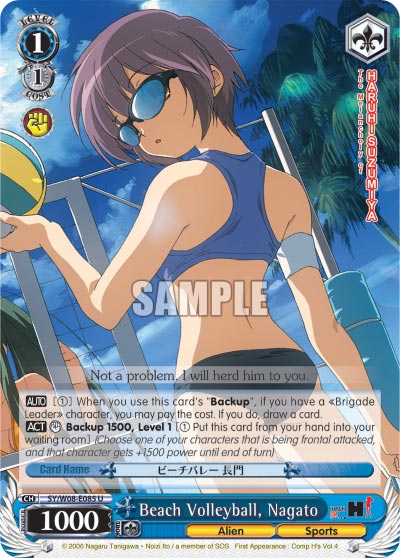 LEVEL
1
1
COST
The Melancholy of
HARUHI SUZUMIYA
SAMPLE
Not a problem. I will herd him to you.
AUTO [①] When you use this card's "Backup", if you have a «Brigade
Leader» character, you may pay the cost. If you do, draw a card.
ACT Backup 1500, Level 1 [① Put this card from your hand into your
waiting room] (Choose one of your characters that is being frontal attacked,
and that character gets +1500 power until end of turn)
Card Name
ビーチバレー 長門
CH SY/W08-E085 U
POWER
1000
SOUL
Beach Volleyball, Nagato
Alien
Sports
© 2006 Nagaru Tanigawa • Noizi Ito / a member of SOS First Appearance: Comp H's Vol.4